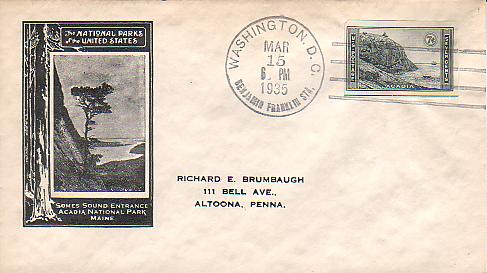 The NATIONAL PARKS
of the UNITED STATES
SOMES SOUND ENTRANCE
ACADIA NATIONAL PARK
MAINE
WASHINGTON, D.C.
MAR
15
6 PM
1935
BENJAMIN FRANKLIN STA.
7¢
ACADIA
RICHARD E. BRUMBAUGH
111 BELL AVE.,
ALTOONA, PENNA.